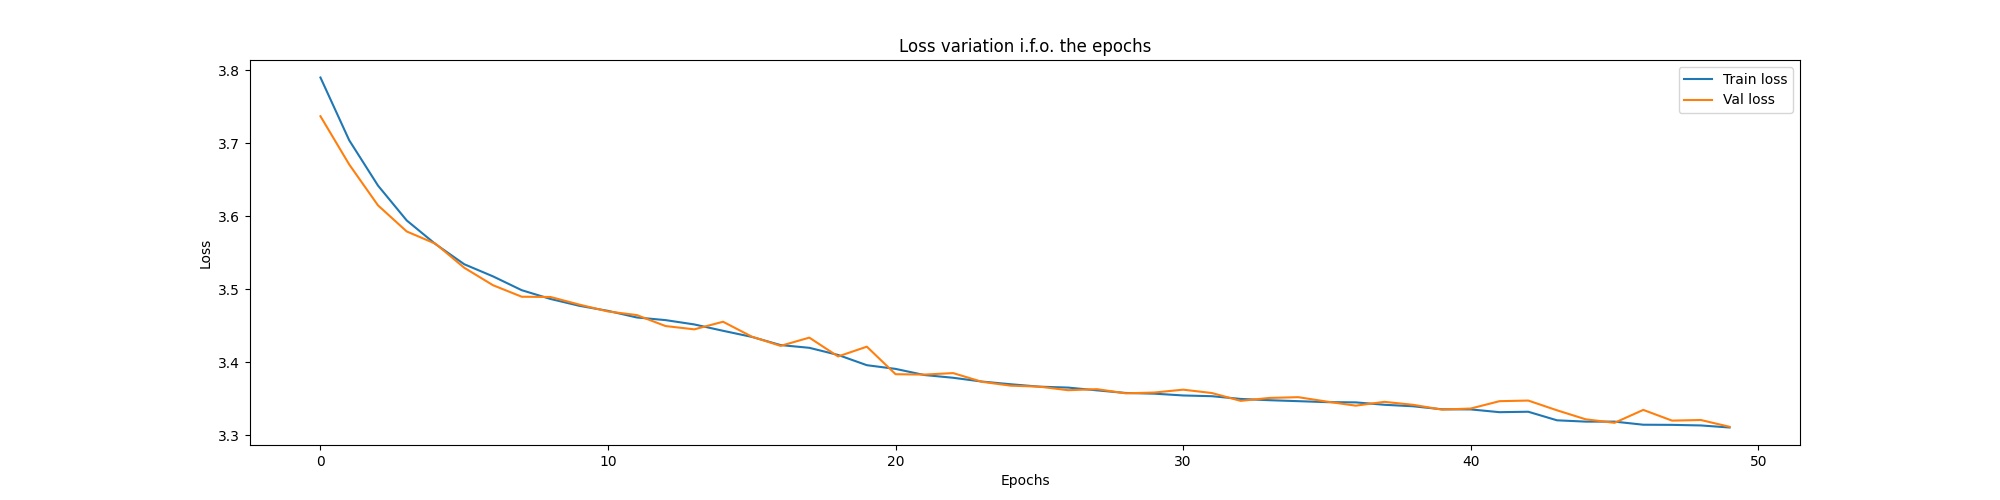 Loss variation i.f.o. the epochs
Train loss
Val loss
3.8
3.7
3.6
3.5
3.4
3.3
Loss
0 10 20 30 40 50
Epochs